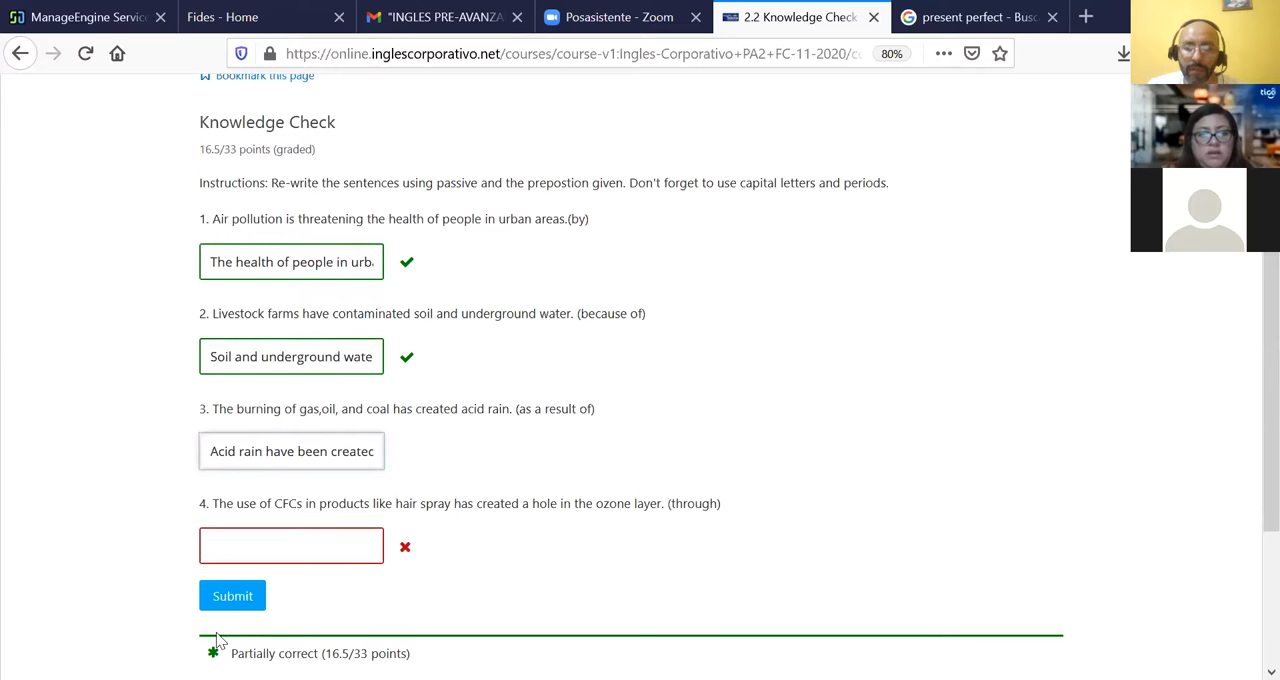 ManageEngine Service
Fides - Home
"INGLES PRE-AVANZA
Posasistente - Zoom
2.2 Knowledge Check
present perfect - Bus
https://online.inglescorporativo.net/courses/course-v1:Ingles-Corporativo+PA2+FC-11-2020/
80%
tigo
Bookmark this page
Knowledge Check
16.5/33 points (graded)
Instructions: Re-write the sentences using passive and the prepostion given. Don't forget to use capital letters and periods.
1. Air pollution is threatening the health of people in urban areas.(by)
The health of people in urb
2. Livestock farms have contaminated soil and underground water. (because of)
Soil and underground wate
3. The burning of gas,oil, and coal has created acid rain. (as a result of)
Acid rain have been created
4. The use of CFCs in products like hair spray has created a hole in the ozone layer. (through)
Submit
Partially correct (16.5/33 points)